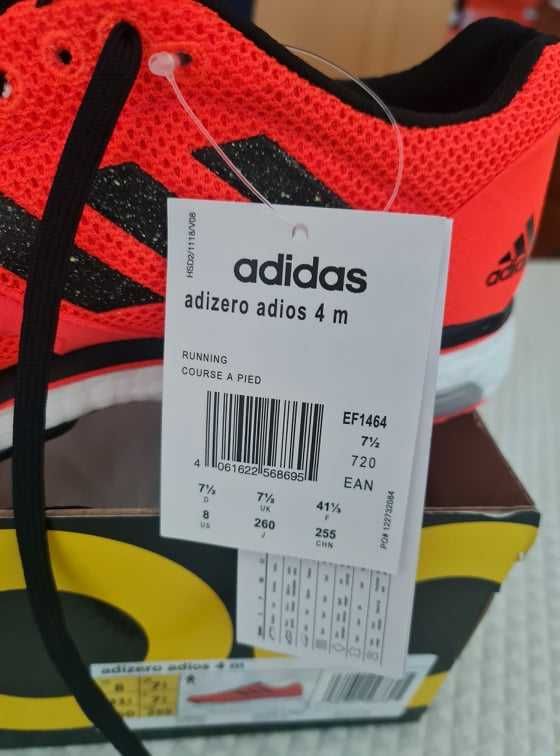 HSD2/1118/V08
adidas
adizero adios 4 m
adidas
RUNNING
COURSE A PIED
EF1464
7½
720
EAN
4 061622 568695
7½ 7½ 41⅓
D UK F
8 260 255
US J CHN
PO# 122732084
adizero adios 4 m
8